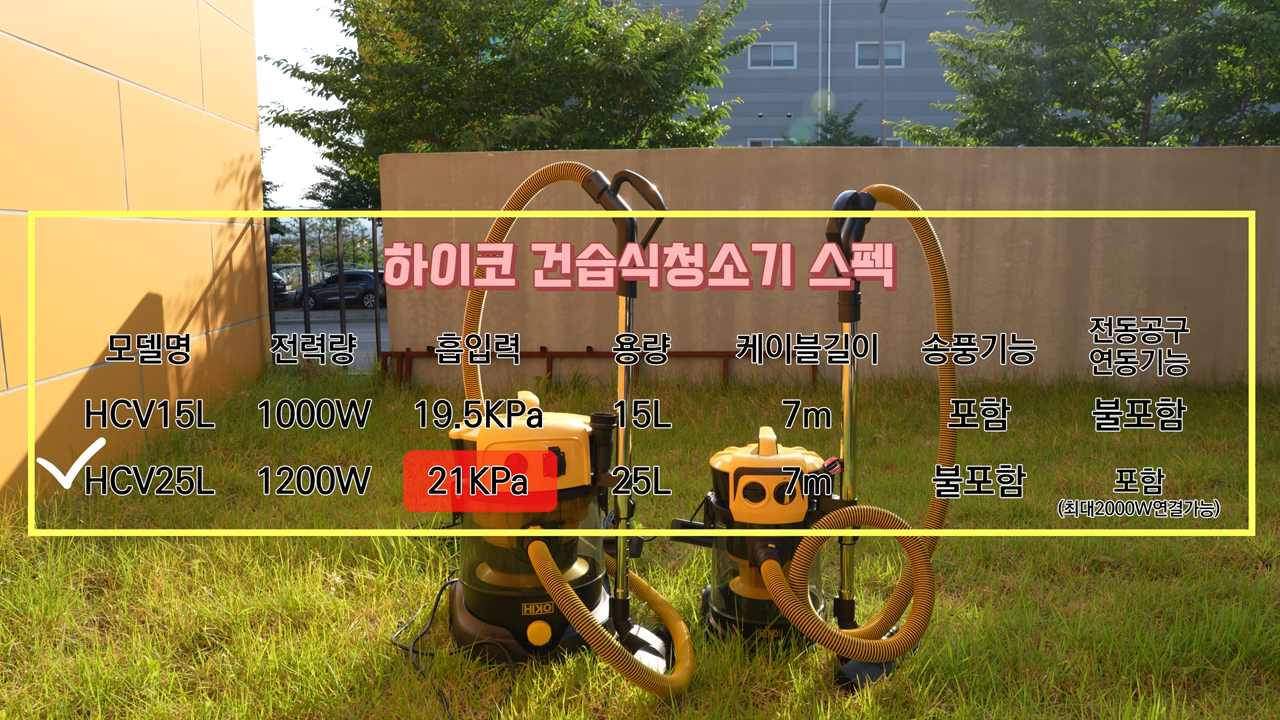 하이코 건습식청소기 스펙
모델명 전력량 흡입력 용량 케이블길이 송풍기능 전동공구 연동기능
HCV15L 1000W 19.5KPa 15L 7m 포함 불포함
HCV25L 1200W 21KPa 25L 7m 불포함 포함
(최대2000W연결가능)
HIKO